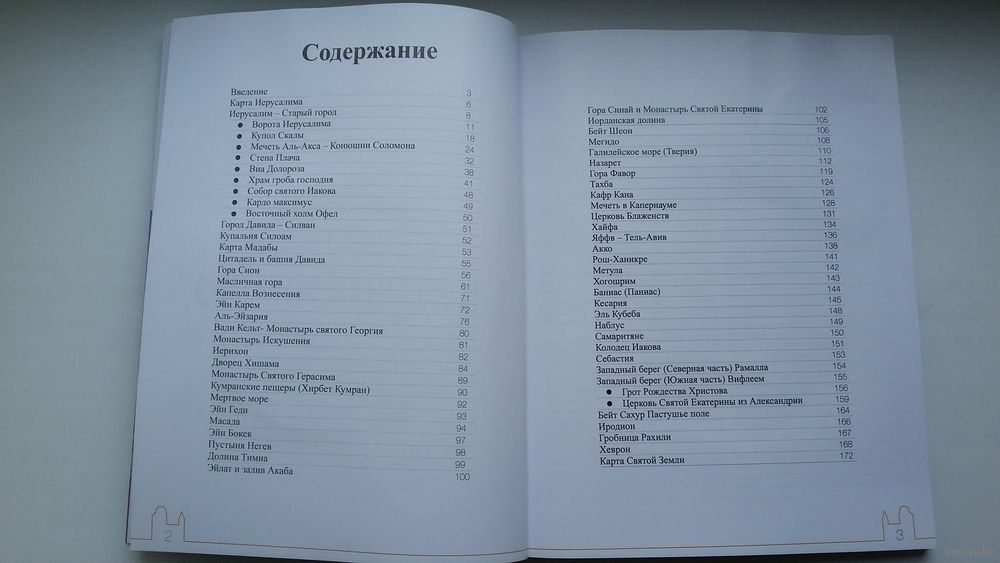 Содержание
Введение 3
Карта Иерусалима 6
Иерусалим – Старый город 8
● Ворота Иерусалима 11
● Купол Скалы 18
● Мечеть Аль-Акса – Конюшни Соломона 24
● Стена Плача 32
● Виа Долороза 38
● Храм гроба господня 41
● Собор святого Иакова 48
● Кардо максимус 49
● Восточный холм Офел 50
Город Давида – Силван 51
Купальня Силоам 52
Карта Мадабы 53
Цитадель и башня Давида 55
Гора Сион 56
Масличная гора 61
Капелла Вознесения 71
Эйн Карем 72
Аль-Эйзария 76
Вади Кельт- Монастырь святого Георгия 80
Монастырь Искушения 81
Иерихон 82
Дворец Хишама 84
Монастырь Святого Герасима 89
Кумранские пещеры (Хирбет Кумран) 90
Мертвое море 92
Эйн Геди 93
Масада 94
Эйн Бокек 97
Пустыня Негев 98
Долина Тимна 99
Эйлат и залив Акаба 100
2
Гора Синай и Монастырь Святой Екатерины 102
Иорданская долина 105
Бейт Шеон 106
Мегидо 108
Галилейское море (Тверия) 110
Назарет 112
Гора Фавор 119
Тахба 124
Кафр Кана 126
Мечеть в Капернауме 128
Церковь Блаженств 131
Хайфа 134
Яффв – Тель-Авив 136
Акко 138
Рош-Ханикре 141
Метула 142
Хогошрим 143
Баниас (Паниас) 144
Кесария 145
Эль Кубеба 148
Наблус 149
Самаритяне 150
Колодец Иакова 151
Себастия 153
Западный берег (Северная часть) Рамалла 154
Западный берег (Южная часть) Вифлеем 155
● Грот Рождества Христова 156
● Церковь Святой Екатерины из Александрии 159
Бейт Сахур Пастушье поле 164
Иродион 166
Гробница Рахили 167
Хеврон 168
Карта Святой Земли 172
3